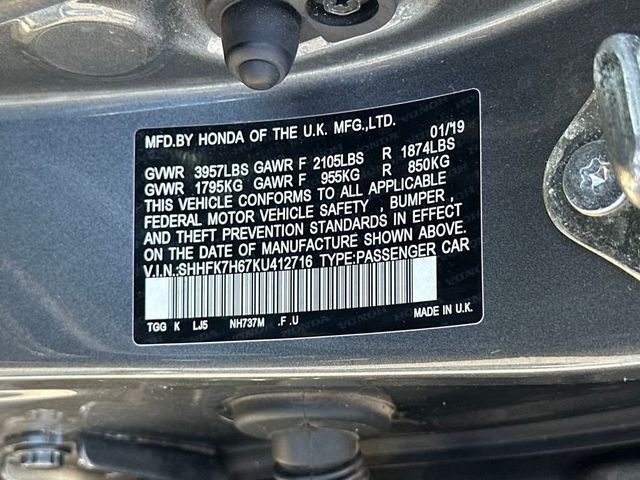 MFD.BY HONDA OF THE U.K. MFG.,LTD. 01/19
GVWR 3957LBS GAWR F 2105LBS R 1874LBS
GVWR 1795KG GAWR F 955KG R 850KG
THIS VEHICLE CONFORMS TO ALL APPLICABLE
FEDERAL MOTOR VEHICLE SAFETY , BUMPER ,
AND THEFT PREVENTION STANDARDS IN EFFECT
ON THE DATE OF MANUFACTURE SHOWN ABOVE.
V.I.N.:SHHFK7H67KU412716 TYPE:PASSENGER CAR
TGG K LJ5 NH737M .F .U MADE IN U.K.